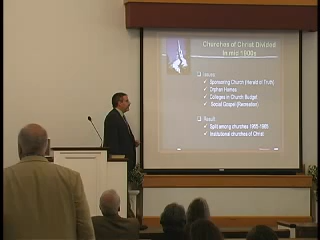 Churches of Christ Divided
In mid 1900s
Issues
Sponsoring Church (Herald of Truth)
Orphan Homes
Colleges in Church Budget
Social Gospel (Recreation)
Result
Split among churches 1955-1965
Institutional churches of Christ